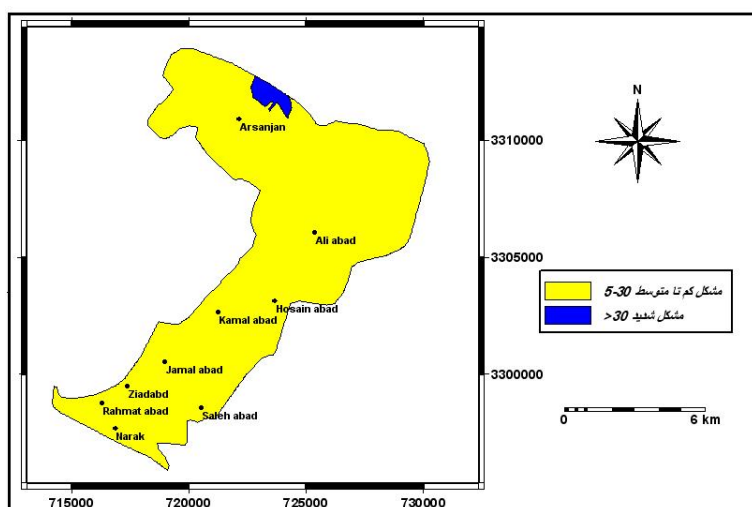 N
3310000
Arsanjan
Ali abad
3305000
Hosain abad
Kamal abad
مشکل کم تا متوسط 5-30
مشکل شدید 30<
3300000
Jamal abad
Ziadabd
Rahmat abad
Saleh abad
Narak
0 6 km
715000 720000 725000 730000